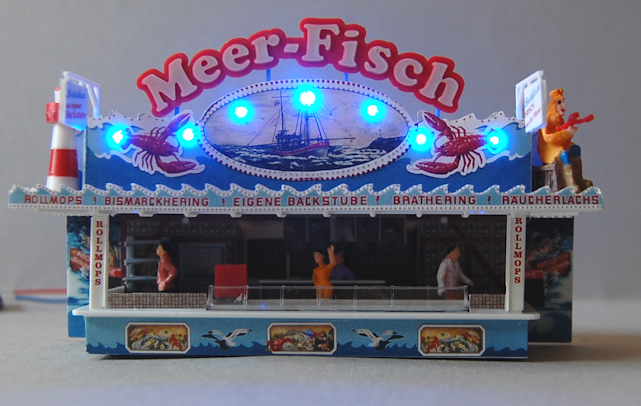 Meer-Fisch
ROLLMOPS BISMARCKHERING EIGENE BACKSTUBE BRATHERING RÄUCHERLACHS
ROLLMOPS
ROLLMOPS